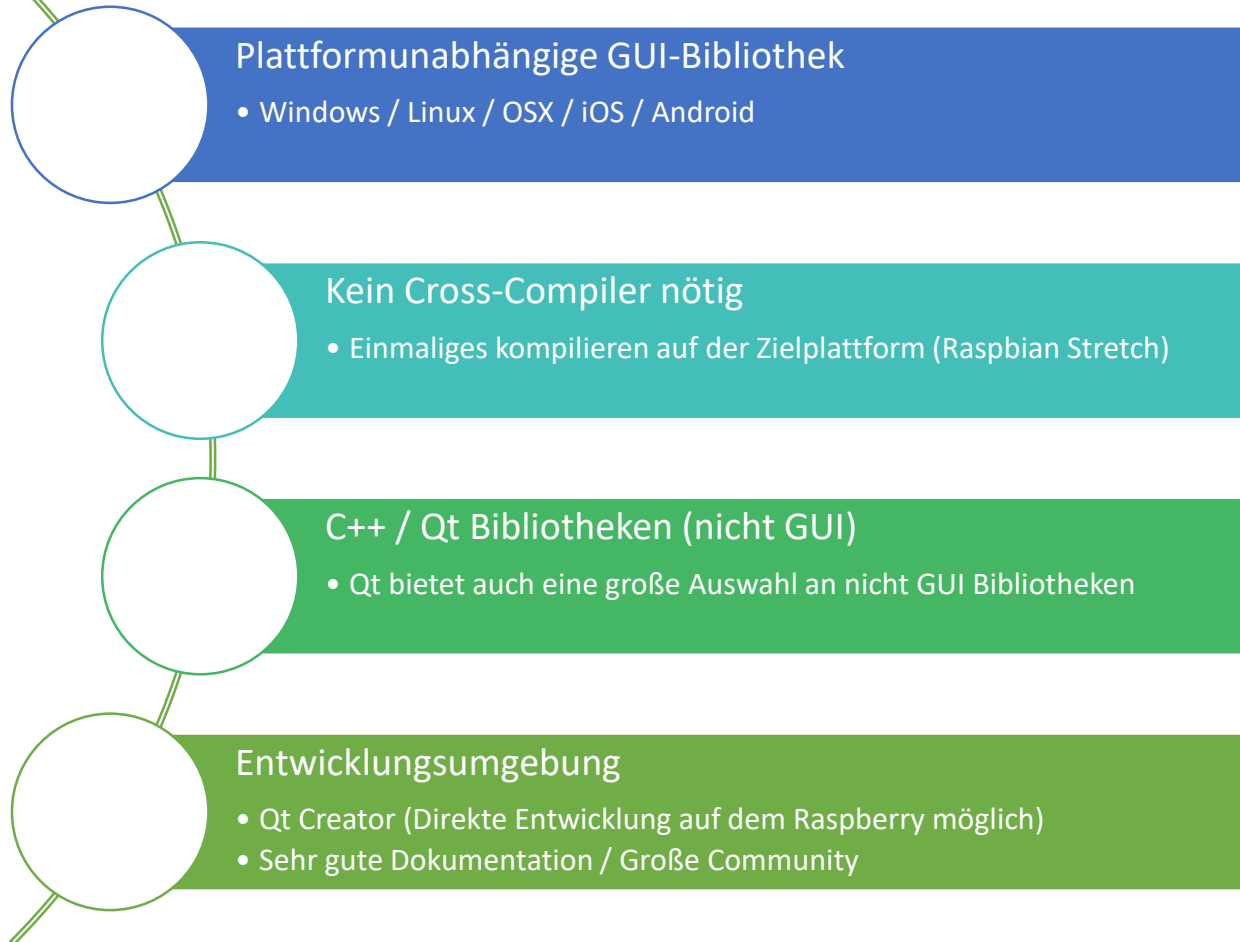 Plattformunabhängige GUI-Bibliothek
• Windows / Linux / OSX / iOS / Android
Kein Cross-Compiler nötig
• Einmaliges kompilieren auf der Zielplattform (Raspbian Stretch)
C++ / Qt Bibliotheken (nicht GUI)
• Qt bietet auch eine große Auswahl an nicht GUI Bibliotheken
Entwicklungsumgebung
• Qt Creator (Direkte Entwicklung auf dem Raspberry möglich)
• Sehr gute Dokumentation / Große Community